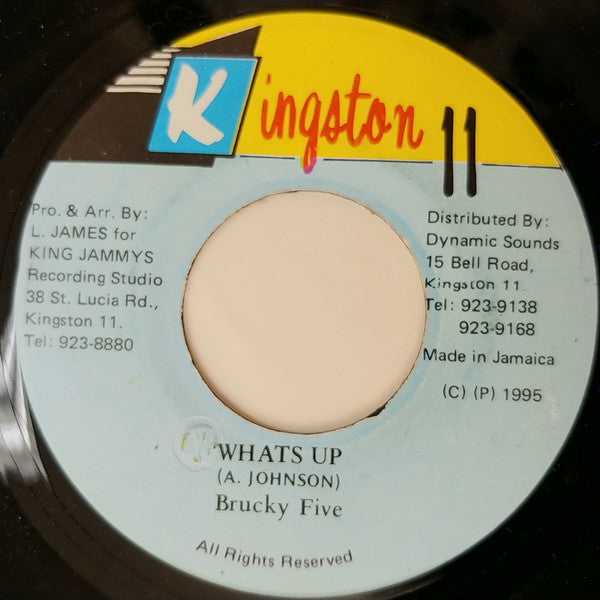 Kingston 11
Pro. & Arr. By:
L. JAMES for
KING JAMMYS
Recording Studio
38 St. Lucia Rd.,
Kingston 11.
Tel: 923-8880
Distributed By:
Dynamic Sounds
15 Bell Road,
Kingston 11.
Tel: 923-9138
923-9168
Made in Jamaica
(C) (P) 1995
WHATS UP
(A. JOHNSON)
Brucky Five
All Rights Reserved